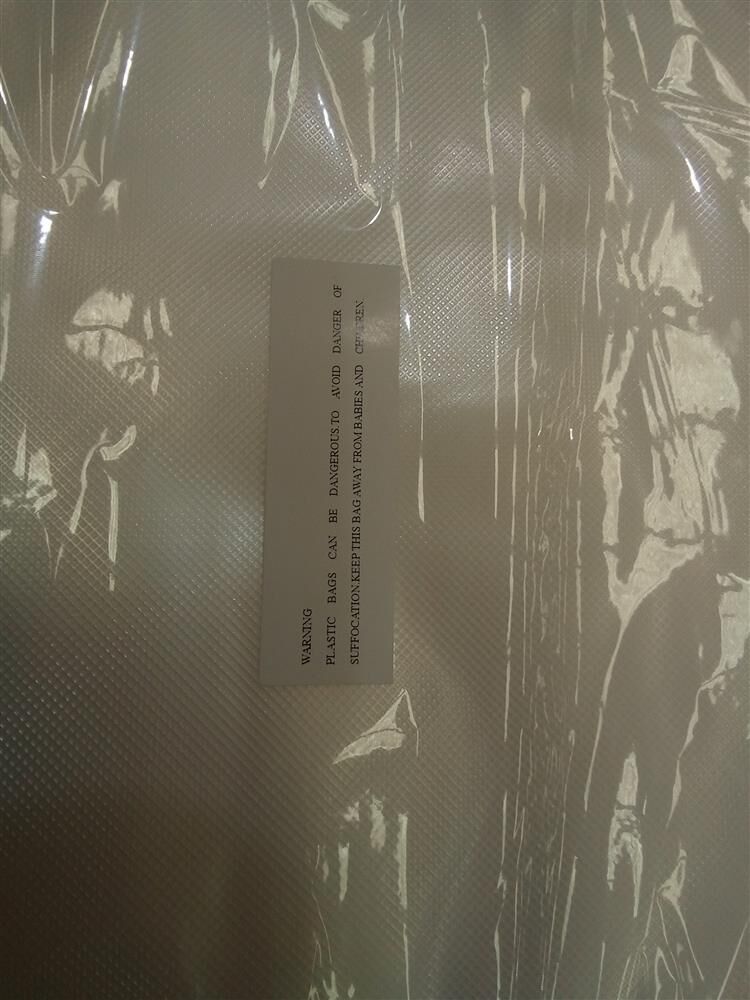 WARNING
PLASTIC BAGS CAN BE DANGEROUS.TO AVOID DANGER OF
SUFFOCATION.KEEP THIS BAG AWAY FROM BABIES AND CHILDREN.